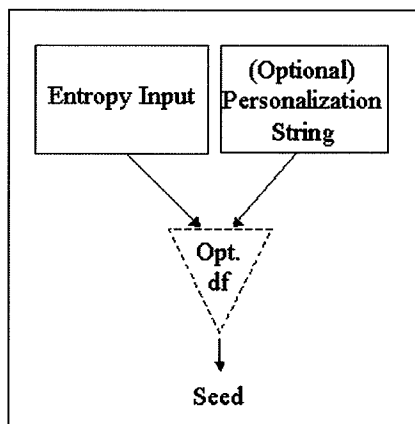 Entropy Input
(Optional)
Personalization
String
Opt.
df
Seed